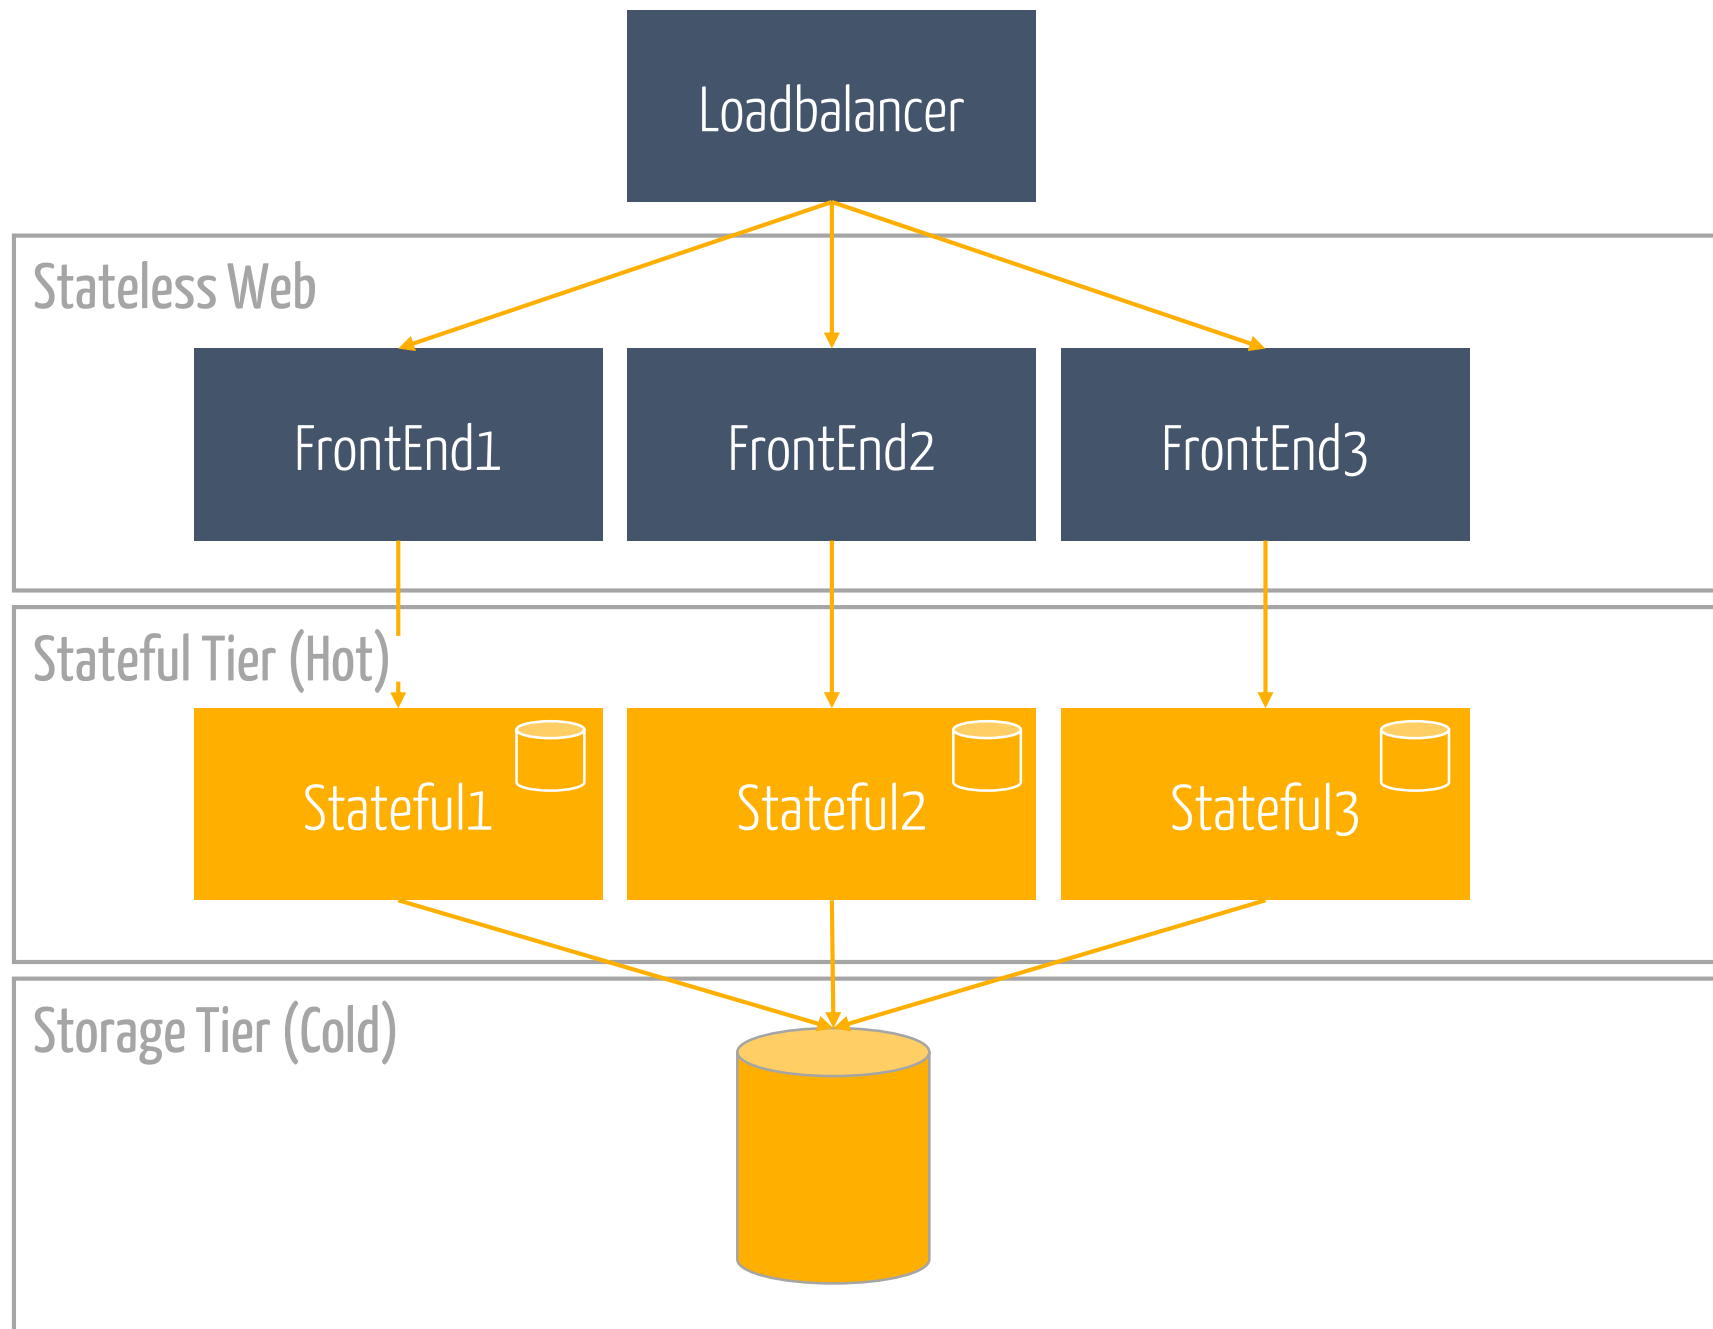 Loadbalancer
Stateless Web
FrontEnd1
FrontEnd2
FrontEnd3
Stateful Tier (Hot)
Stateful1
Stateful2
Stateful3
Storage Tier (Cold)